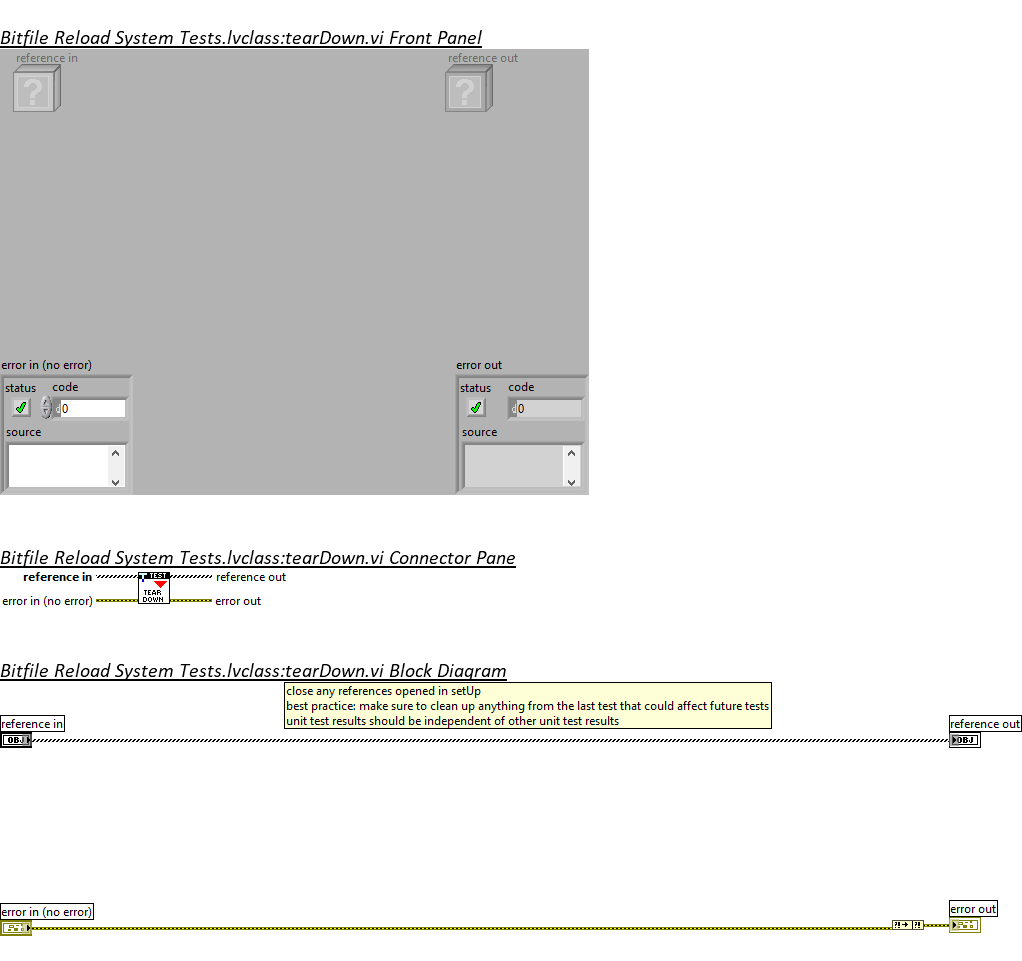 Bitfile Reload System Tests.lvclass:tearDown.vi Front Panel
reference in
reference out
?
?
error in (no error)
error out
status
code
status
code
d
0
d
0
source
source
Bitfile Reload System Tests.lvclass:tearDown.vi Connector Pane
reference in
TEST
reference out
TEAR
DOWN
error in (no error)
error out
Bitfile Reload System Tests.lvclass:tearDown.vi Block Diagram
close any references opened in setUp
best practice: make sure to clean up anything from the last test that could affect future tests
unit test results should be independent of other unit test results
reference in
reference out
OBJ
OBJ
error in (no error)
error out
?!
?!